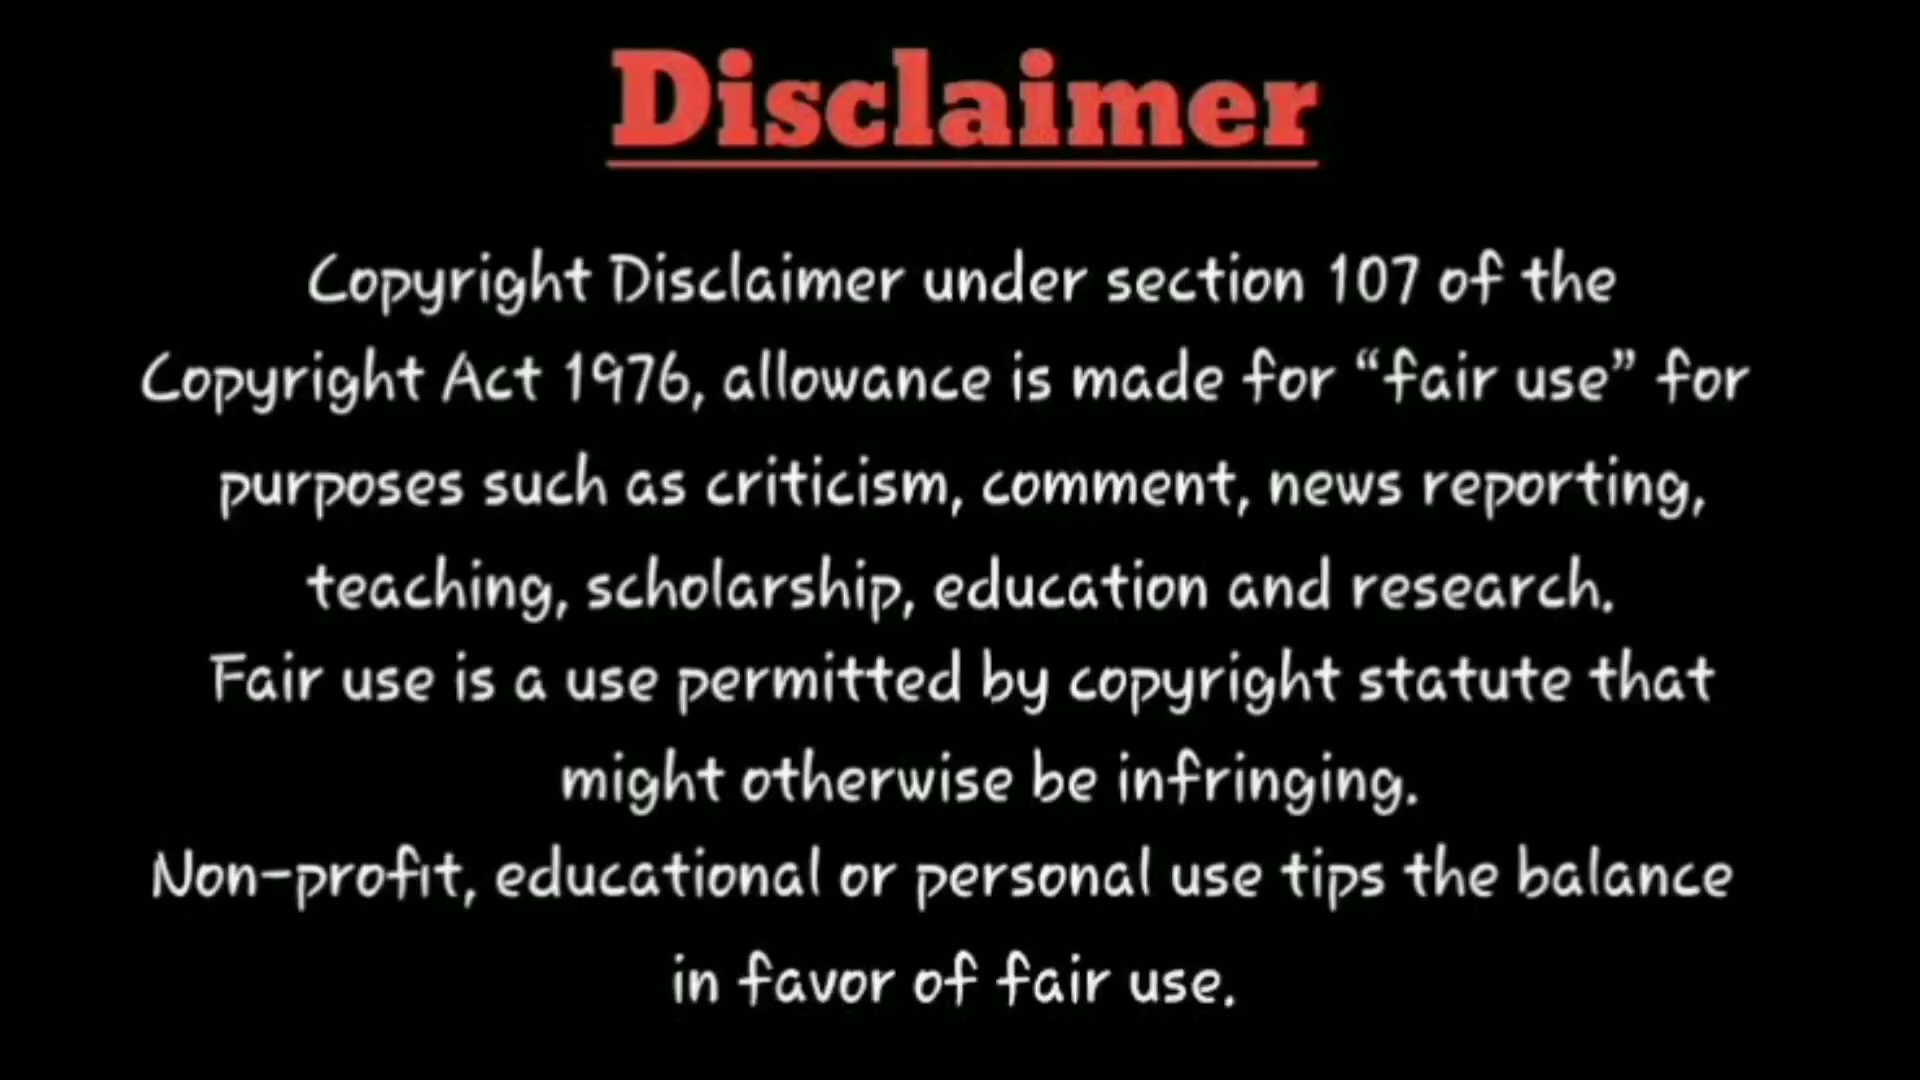 Disclaimer
Copyright Disclaimer under section 107 of the
Copyright Act 1976, allowance is made for “fair use” for
purposes such as criticism, comment, news reporting,
teaching, scholarship, education and research.
Fair use is a use permitted by copyright statute that
might otherwise be infringing.
Non-profit, educational or personal use tips the balance
in favor of fair use.